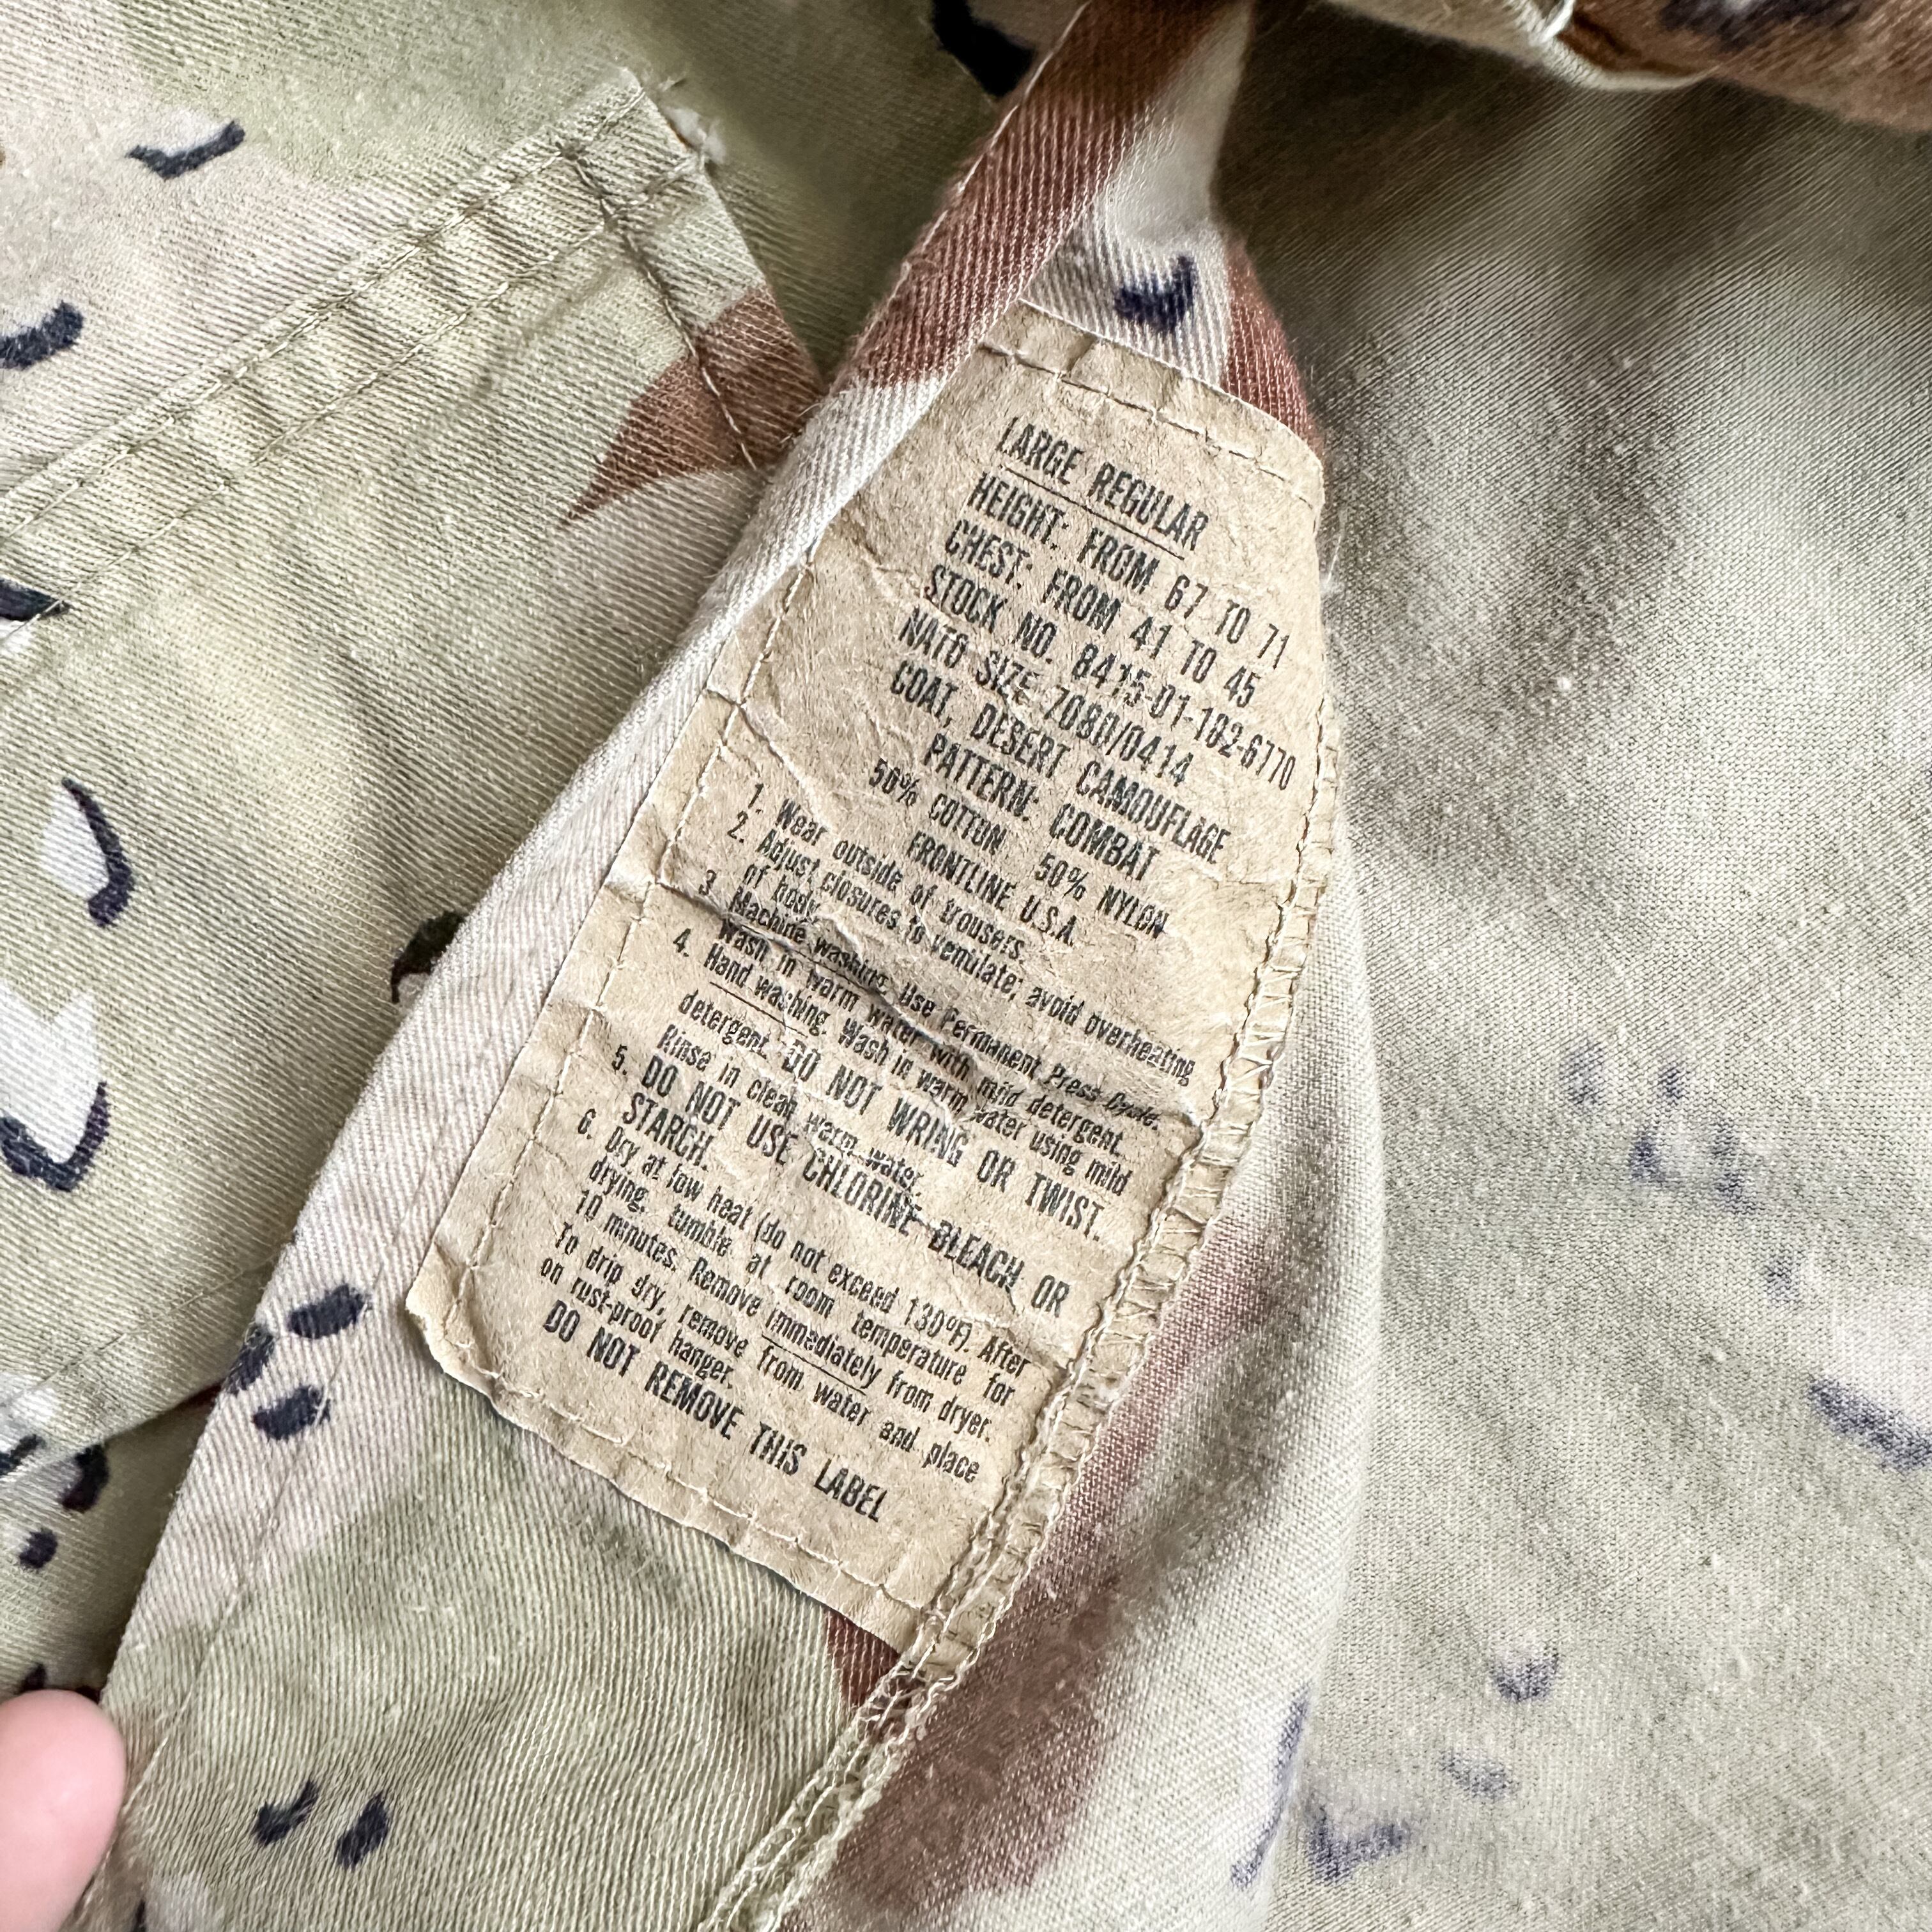 LARGE REGULAR
HEIGHT: FROM 67 TO 71
CHEST: FROM 41 TO 45
STOCK NO. 8415-01-102-6770
NATO SIZE 7080/0414
COAT, DESERT CAMOUFLAGE
PATTERN: COMBAT
50% COTTON 50% NYLON
FRONTLINE U.S.A.
1. Wear outside of trousers.
2. Adjust closures to ventilate; avoid overheating
of body.
3. Machine washing. Use Permanent Press Cycle.
Wash in warm water with mild detergent.
4. Hand washing. Wash in warm water using mild
detergent. DO NOT WRING OR TWIST.
Rinse in clean warm water.
5. DO NOT USE CHLORINE BLEACH OR
STARCH.
6. Dry at low heat (do not exceed 130°F). After
drying, tumble at room temperature for
10 minutes. Remove immediately from dryer.
To drip dry, remove from water and place
on rust-proof hanger.
DO NOT REMOVE THIS LABEL